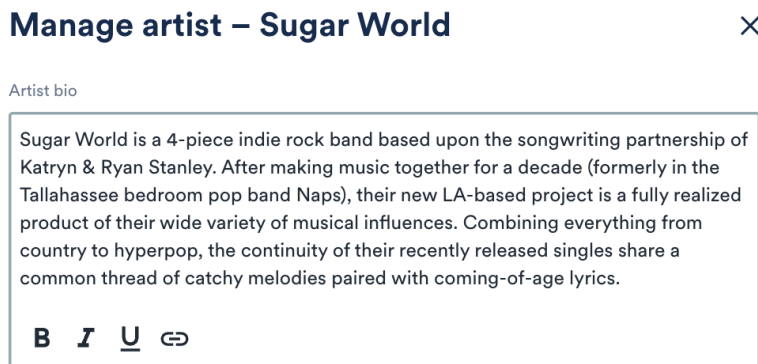 Manage artist – Sugar World
Artist bio
Sugar World is a 4-piece indie rock band based upon the songwriting partnership of
Katryn & Ryan Stanley. After making music together for a decade (formerly in the
Tallahassee bedroom pop band Naps), their new LA-based project is a fully realized
product of their wide variety of musical influences. Combining everything from
country to hyperpop, the continuity of their recently released singles share a
common thread of catchy melodies paired with coming-of-age lyrics.
B I U